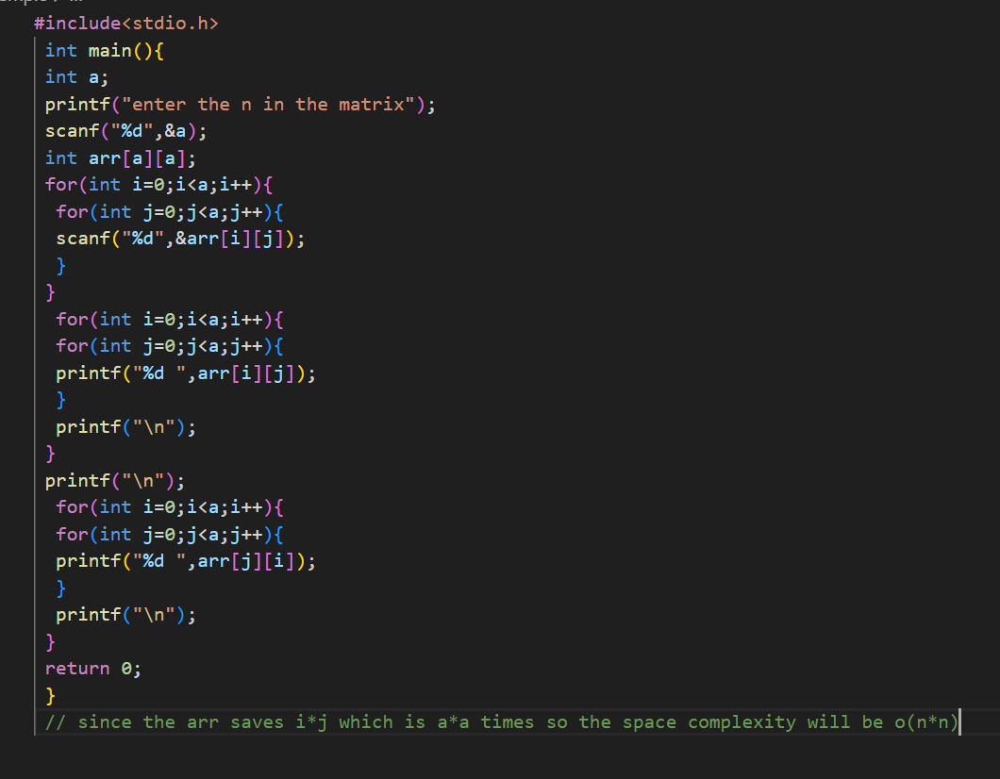 #include<stdio.h>
int main(){
int a;
printf("enter the n in the matrix");
scanf("%d",&a);
int arr[a][a];
for(int i=0;i<a;i++){
for(int j=0;j<a;j++){
scanf("%d",&arr[i][j]);
}
}
for(int i=0;i<a;i++){
for(int j=0;j<a;j++){
printf("%d ",arr[i][j]);
}
printf("\n");
}
printf("\n");
for(int i=0;i<a;i++){
for(int j=0;j<a;j++){
printf("%d ",arr[j][i]);
}
printf("\n");
}
return 0;
}
// since the arr saves i*j which is a*a times so the space complexity will be o(n*n)